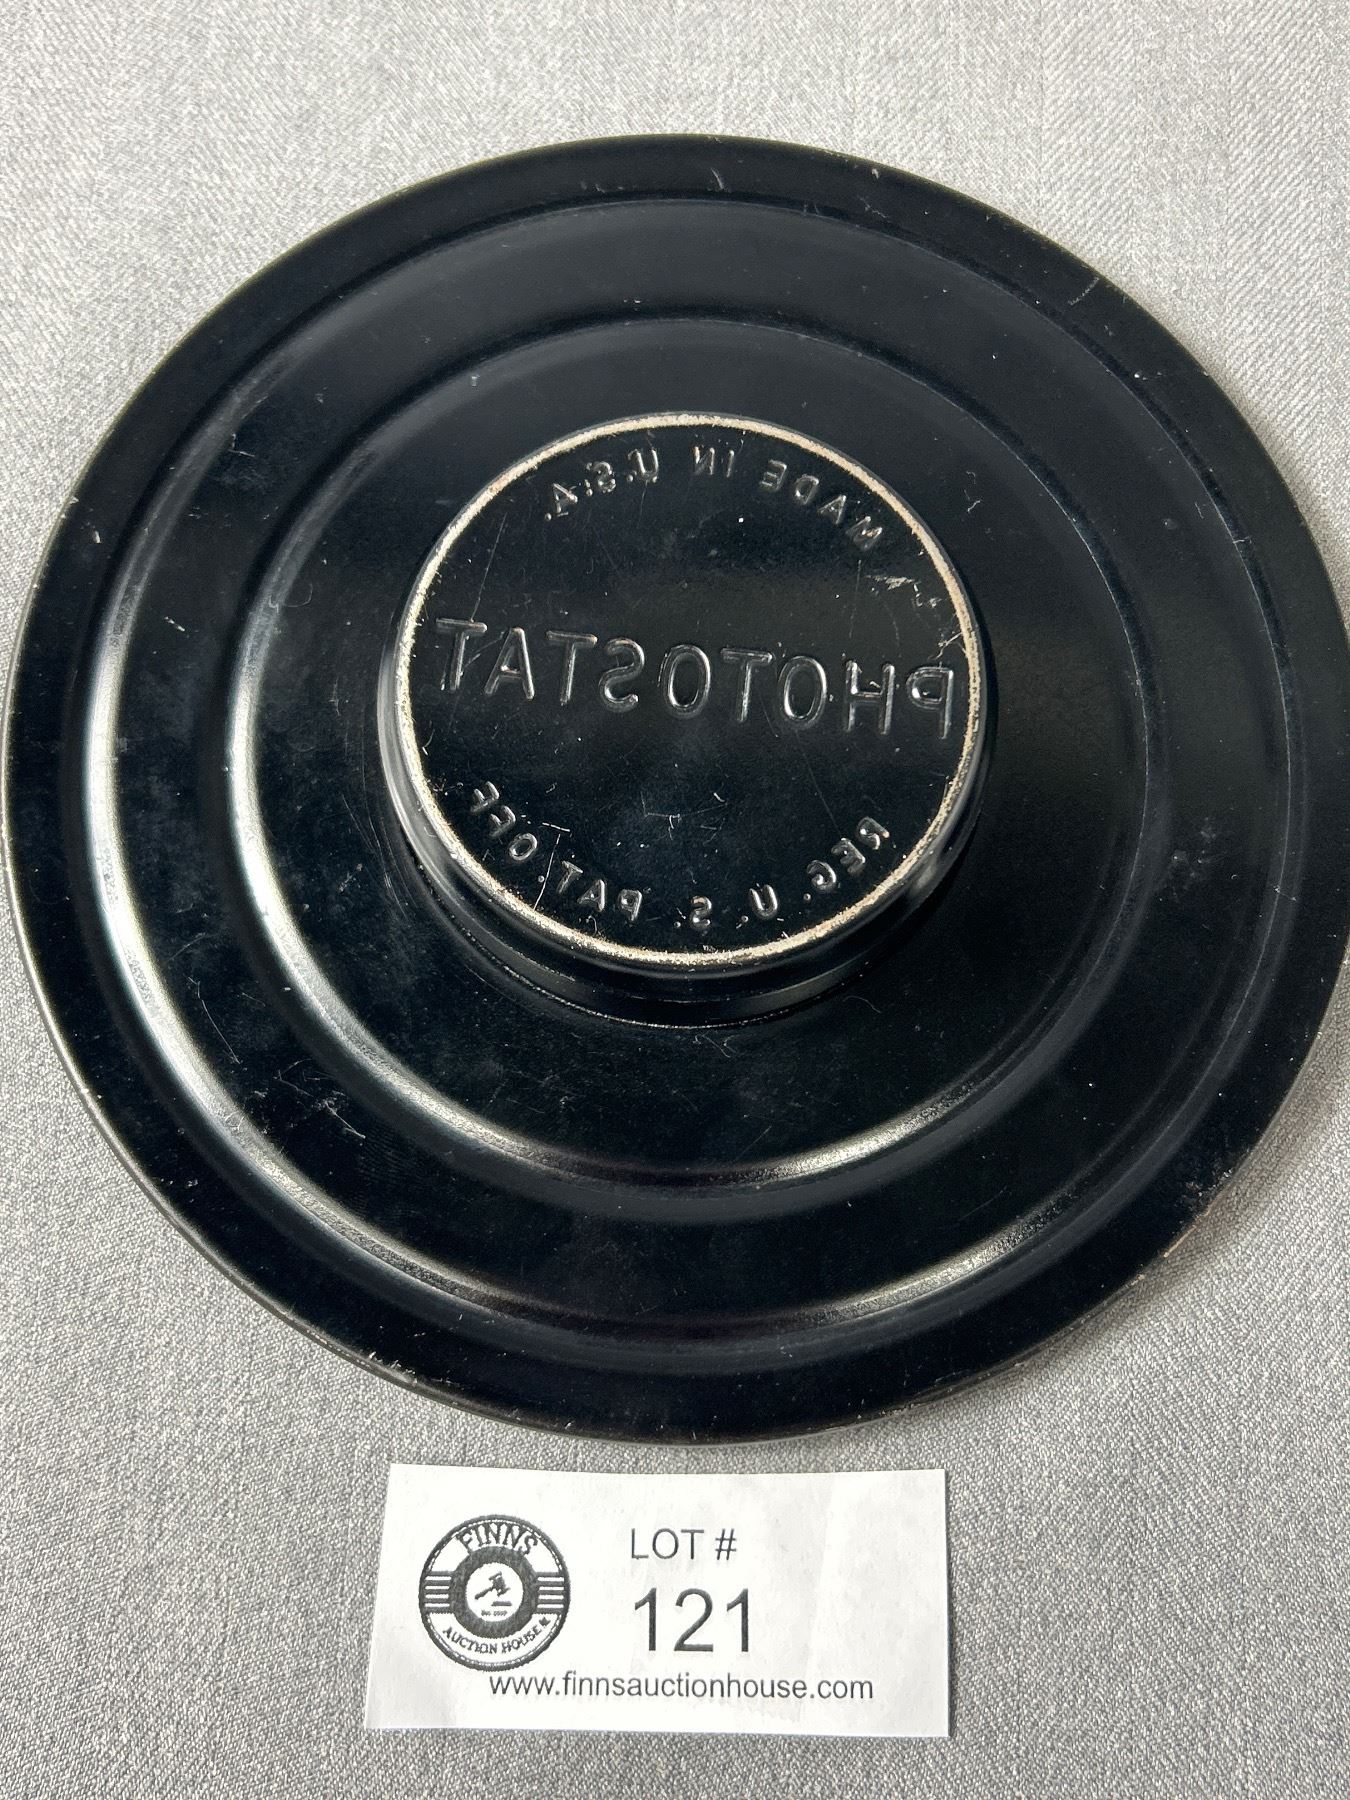 MADE IN U.S.A.
PHOTOSTAT
REG. U. S. PAT. OFF
FINNS
AUCTION HOUSE
LOT #
121
www.finnsauctionhouse.com